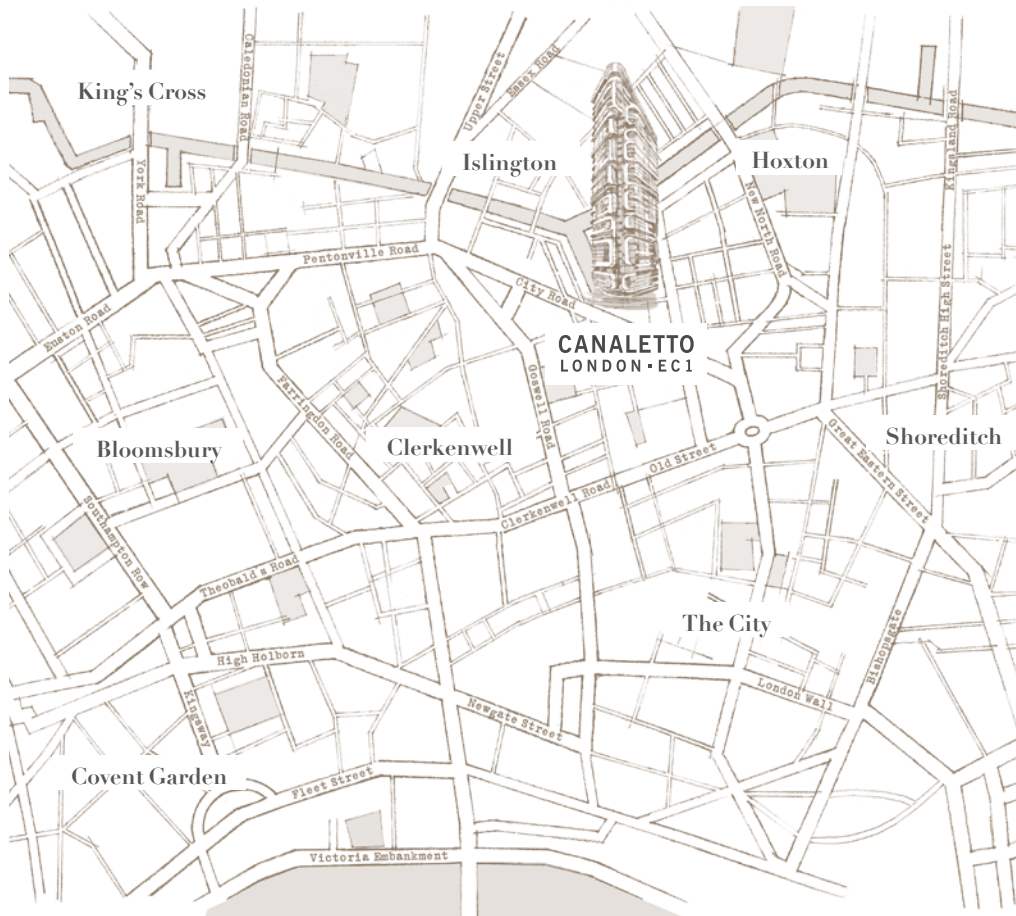 King's Cross
Caledonian Road
Upper Street
Essex Road
York Road
Islington
Hoxton
Kingsland Road
New North Road
Pentonville Road
City Road
Euston Road
CANALETTO
LONDON • EC1
Shoreditch High Street
Farringdon Road
Goswell Road
Bloomsbury
Clerkenwell
Shoreditch
Old Street
Great Eastern Street
Clerkenwell Road
Southampton Row
Theobald s Road
The City
Bishopsgate
High Holborn
London Wall
Kingsway
Newgate Street
Covent Garden
Fleet Street
Victoria Embankment